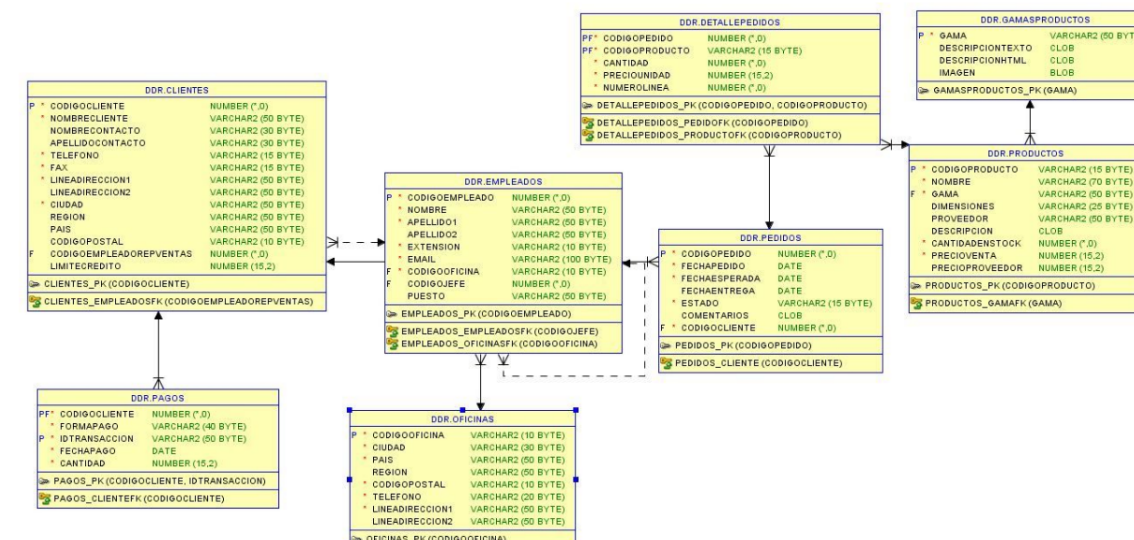 DDR.CLIENTES
P * CODIGOCLIENTE NUMBER (*,0)
* NOMBRECLIENTE VARCHAR2 (50 BYTE)
NOMBRECONTACTO VARCHAR2 (30 BYTE)
APELLIDOCONTACTO VARCHAR2 (30 BYTE)
* TELEFONO VARCHAR2 (15 BYTE)
* FAX VARCHAR2 (15 BYTE)
* LINEADIRECCION1 VARCHAR2 (50 BYTE)
LINEADIRECCION2 VARCHAR2 (50 BYTE)
* CIUDAD VARCHAR2 (50 BYTE)
REGION VARCHAR2 (50 BYTE)
PAIS VARCHAR2 (50 BYTE)
CODIGOPOSTAL VARCHAR2 (10 BYTE)
F CODIGOEMPLEADOREPVENTAS NUMBER (*,0)
LIMITECREDITO NUMBER (15,2)
CLIENTES_PK (CODIGOCLIENTE)
CLIENTES_EMPLEADOSFK (CODIGOEMPLEADOREPVENTAS)
DDR.PAGOS
PF* CODIGOCLIENTE NUMBER (*,0)
* FORMAPAGO VARCHAR2 (40 BYTE)
P * IDTRANSACCION VARCHAR2 (50 BYTE)
* FECHAPAGO DATE
* CANTIDAD NUMBER (15,2)
PAGOS_PK (CODIGOCLIENTE, IDTRANSACCION)
PAGOS_CLIENTEFK (CODIGOCLIENTE)
DDR.EMPLEADOS
P * CODIGOEMPLEADO NUMBER (*,0)
* NOMBRE VARCHAR2 (50 BYTE)
* APELLIDO1 VARCHAR2 (50 BYTE)
APELLIDO2 VARCHAR2 (50 BYTE)
* EXTENSION VARCHAR2 (10 BYTE)
* EMAIL VARCHAR2 (100 BYTE)
F * CODIGOOFICINA VARCHAR2 (10 BYTE)
F CODIGOJEFE NUMBER (*,0)
PUESTO VARCHAR2 (50 BYTE)
EMPLEADOS_PK (CODIGOEMPLEADO)
EMPLEADOS_EMPLEADOSFK (CODIGOJEFE)
EMPLEADOS_OFICINASFK (CODIGOOFICINA)
DDR.OFICINAS
P * CODIGOOFICINA VARCHAR2 (10 BYTE)
* CIUDAD VARCHAR2 (30 BYTE)
* PAIS VARCHAR2 (50 BYTE)
REGION VARCHAR2 (50 BYTE)
* CODIGOPOSTAL VARCHAR2 (10 BYTE)
* TELEFONO VARCHAR2 (20 BYTE)
* LINEADIRECCION1 VARCHAR2 (50 BYTE)
LINEADIRECCION2 VARCHAR2 (50 BYTE)
OFICINAS_PK (CODIGOOFICINA)
DDR.DETALLEPEDIDOS
PF* CODIGOPEDIDO NUMBER (*,0)
PF* CODIGOPRODUCTO VARCHAR2 (15 BYTE)
* CANTIDAD NUMBER (*,0)
* PRECIOUNIDAD NUMBER (15,2)
* NUMEROLINEA NUMBER (*,0)
DETALLEPEDIDOS_PK (CODIGOPEDIDO, CODIGOPRODUCTO)
DETALLEPEDIDOS_PEDIDOFK (CODIGOPEDIDO)
DETALLEPEDIDOS_PRODUCTOFK (CODIGOPRODUCTO)
DDR.PEDIDOS
P * CODIGOPEDIDO NUMBER (*,0)
* FECHAPEDIDO DATE
* FECHAESPERADA DATE
FECHAENTREGA DATE
* ESTADO VARCHAR2 (15 BYTE)
COMENTARIOS CLOB
F * CODIGOCLIENTE NUMBER (*,0)
PEDIDOS_PK (CODIGOPEDIDO)
PEDIDOS_CLIENTE (CODIGOCLIENTE)
DDR.GAMASPRODUCTOS
P * GAMA VARCHAR2 (50 BYT
DESCRIPCIONTEXTO CLOB
DESCRIPCIONHTML CLOB
IMAGEN BLOB
GAMASPRODUCTOS_PK (GAMA)
DDR.PRODUCTOS
P * CODIGOPRODUCTO VARCHAR2 (15 BYTE)
* NOMBRE VARCHAR2 (70 BYTE)
F * GAMA VARCHAR2 (50 BYTE)
DIMENSIONES VARCHAR2 (25 BYTE)
PROVEEDOR VARCHAR2 (50 BYTE)
DESCRIPCION CLOB
* CANTIDADENSTOCK NUMBER (*,0)
* PRECIOVENTA NUMBER (15,2)
PRECIOPROVEEDOR NUMBER (15,2)
PRODUCTOS_PK (CODIGOPRODUCTO)
PRODUCTOS_GAMAFK (GAMA)